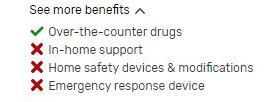 See more benefits
Over-the-counter drugs
In-home support
Home safety devices & modifications
Emergency response device